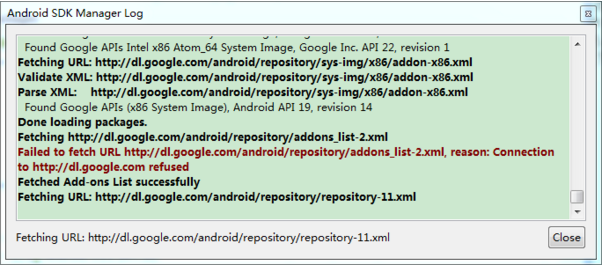 Android SDK Manager Log
Found Google APIs Intel x86 Atom_64 System Image, Google Inc. API 22, revision 1
Fetching URL: http://dl.google.com/android/repository/sys-img/x86/addon-x86.xml
Validate XML: http://dl.google.com/android/repository/sys-img/x86/addon-x86.xml
Parse XML: http://dl.google.com/android/repository/sys-img/x86/addon-x86.xml
Found Google APIs (x86 System Image), Android API 19, revision 14
Done loading packages.
Fetching http://dl.google.com/android/repository/addons_list-2.xml
Failed to fetch URL http://dl.google.com/android/repository/addons_list-2.xml, reason: Connection
to http://dl.google.com refused
Fetched Add-ons List successfully
Fetching URL: http://dl.google.com/android/repository/repository-11.xml
Fetching URL: http://dl.google.com/android/repository/repository-11.xml
Close